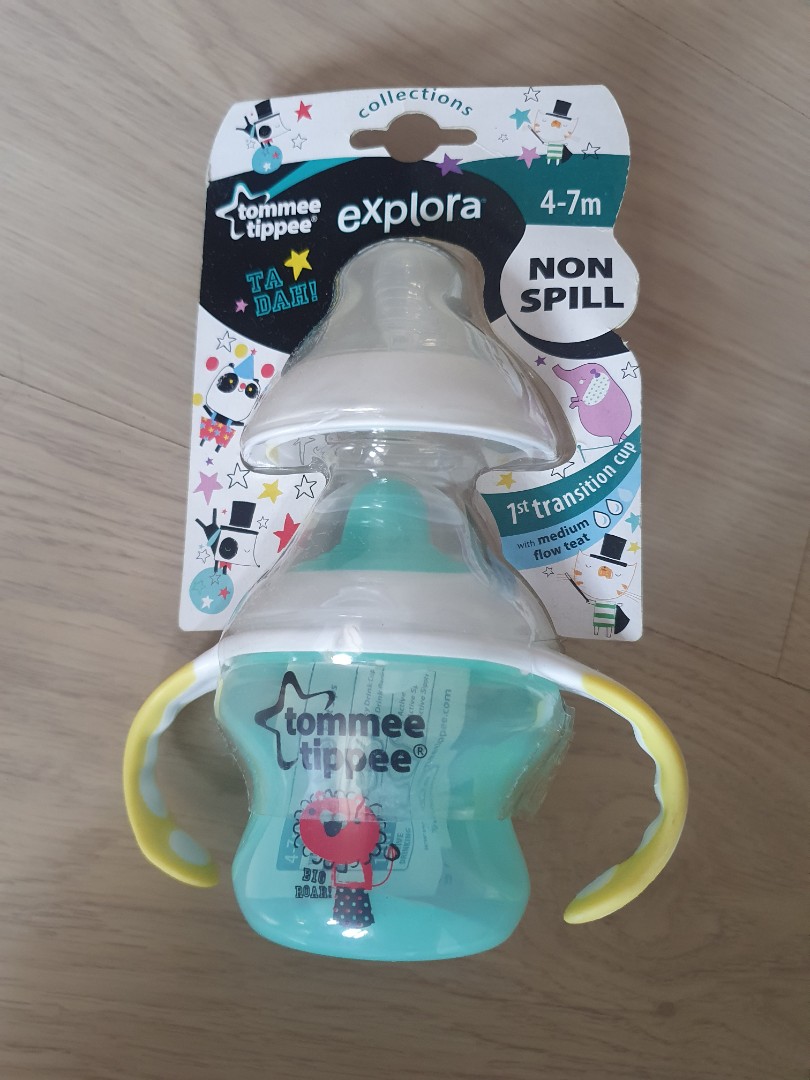 collections
tommee
tippee®
explora
4-7m
TA
DAH!
NON
SPILL
1st transition cup
with medium
flow teat
tommee
tippee®
BIG
ROAR!